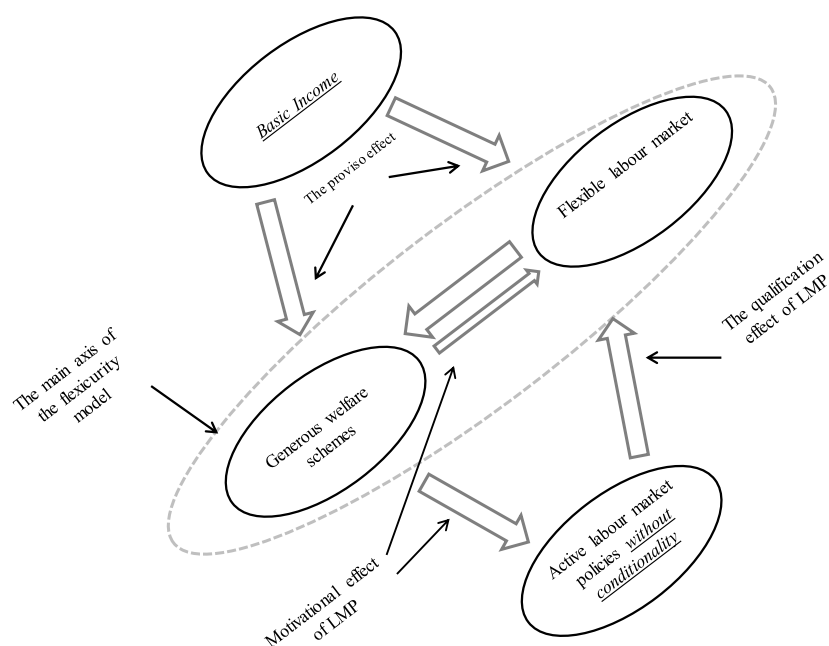 Basic Income
The proviso effect
Flexible labour market
The qualification
effect of LMP
The main axis of
the flexicurity
model
Generous welfare
schemes
Active labour market
policies without
conditionality
Motivational effect
of LMP